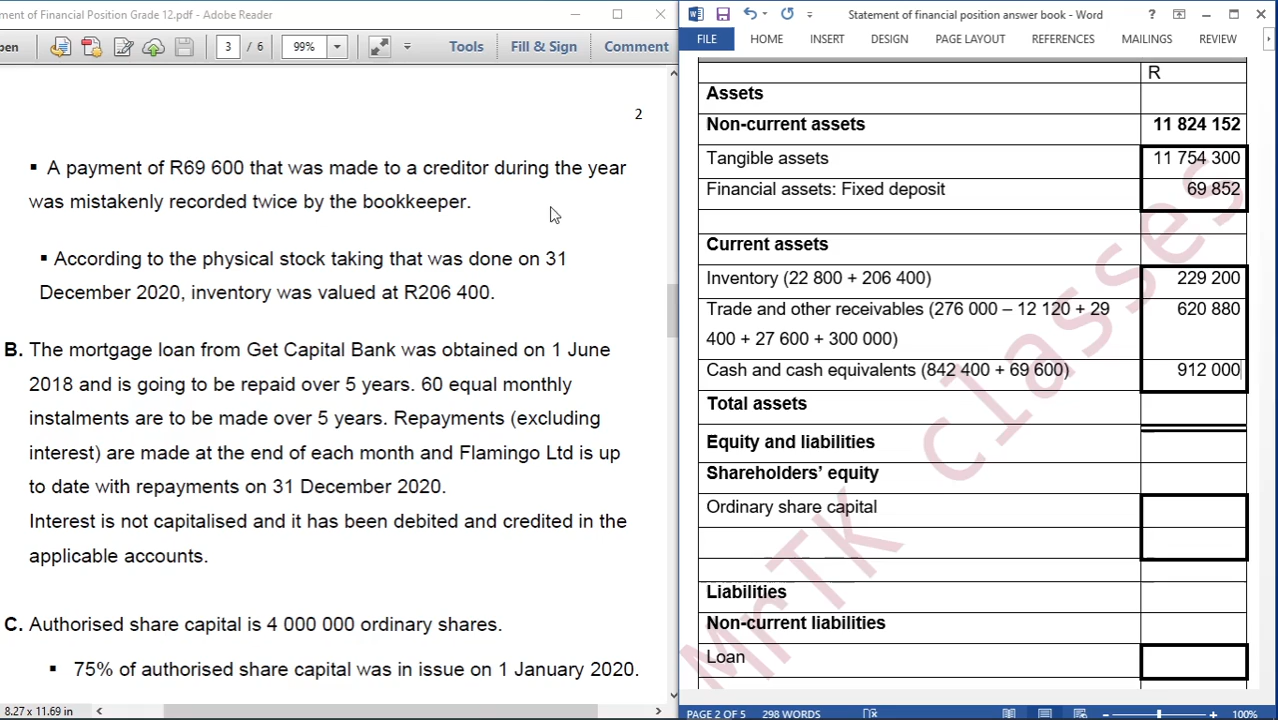 ement of Financial Position Grade 12.pdf - Adobe Reader
pen
3 / 6
99%
Tools
Fill & Sign
Comment
2
▪ A payment of R69 600 that was made to a creditor during the year
was mistakenly recorded twice by the bookkeeper.
▪ According to the physical stock taking that was done on 31
December 2020, inventory was valued at R206 400.
B. The mortgage loan from Get Capital Bank was obtained on 1 June
2018 and is going to be repaid over 5 years. 60 equal monthly
instalments are to be made over 5 years. Repayments (excluding
interest) are made at the end of each month and Flamingo Ltd is up
to date with repayments on 31 December 2020.
Interest is not capitalised and it has been debited and credited in the
applicable accounts.
C. Authorised share capital is 4 000 000 ordinary shares.
▪ 75% of authorised share capital was in issue on 1 January 2020.
8.27 x 11.69 in
Statement of financial position answer book - Word
FILE HOME INSERT DESIGN PAGE LAYOUT REFERENCES MAILINGS REVIEW
R
Assets
Non-current assets 11 824 152
Tangible assets 11 754 300
Financial assets: Fixed deposit 69 852
Current assets
Inventory (22 800 + 206 400) 229 200
Trade and other receivables (276 000 – 12 120 + 29 620 880
400 + 27 600 + 300 000)
Cash and cash equivalents (842 400 + 69 600) 912 000
Total assets
Equity and liabilities
Shareholders' equity
Ordinary share capital
Liabilities
Non-current liabilities
Loan
MrTK classes
PAGE 2 OF 5 298 WORDS 100%